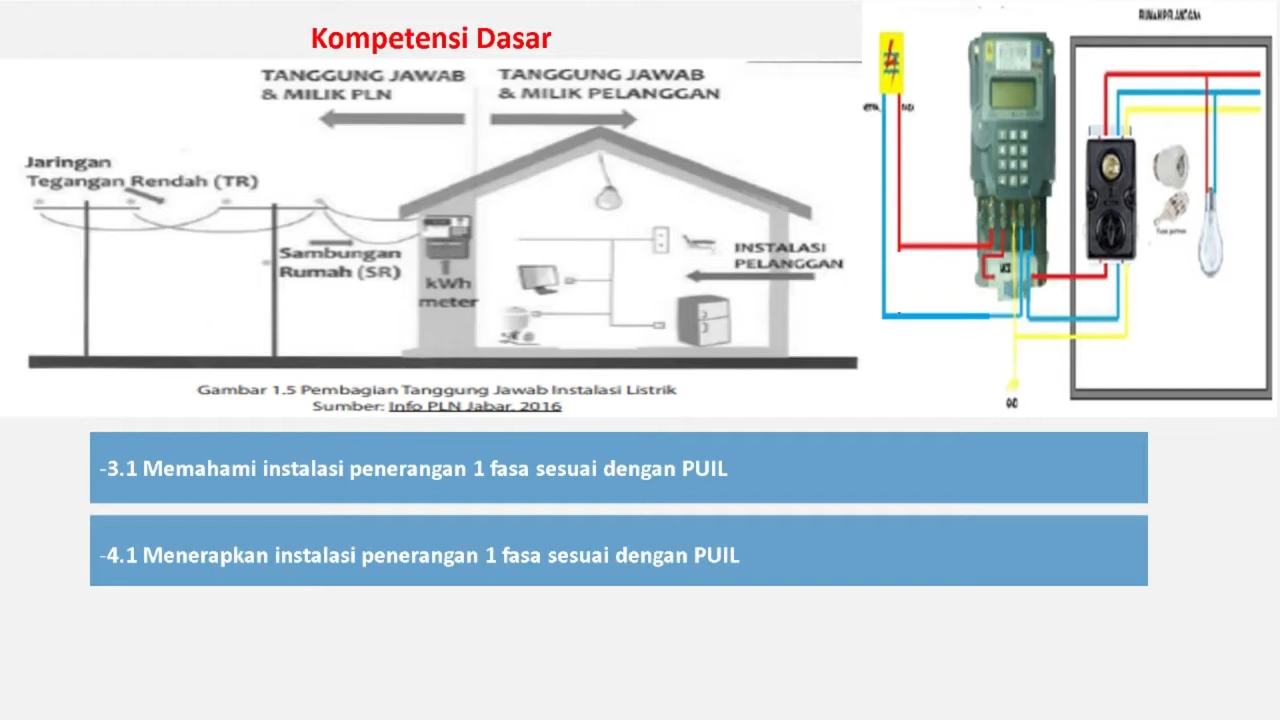 Kompetensi Dasar
TANGGUNG JAWAB
& MILIK PLN
TANGGUNG JAWAB
& MILIK PELANGGAN
Jaringan
Tegangan Rendah (TR)
Sambungan
Rumah (SR)
kWh
meter
INSTALASI
PELANGGAN
Gambar 1.5 Pembagian Tanggung Jawab Instalasi Listrik
Sumber: Info PLN Jabar, 2016
-3.1 Memahami instalasi penerangan 1 fasa sesuai dengan PUIL
-4.1 Menerapkan instalasi penerangan 1 fasa sesuai dengan PUIL